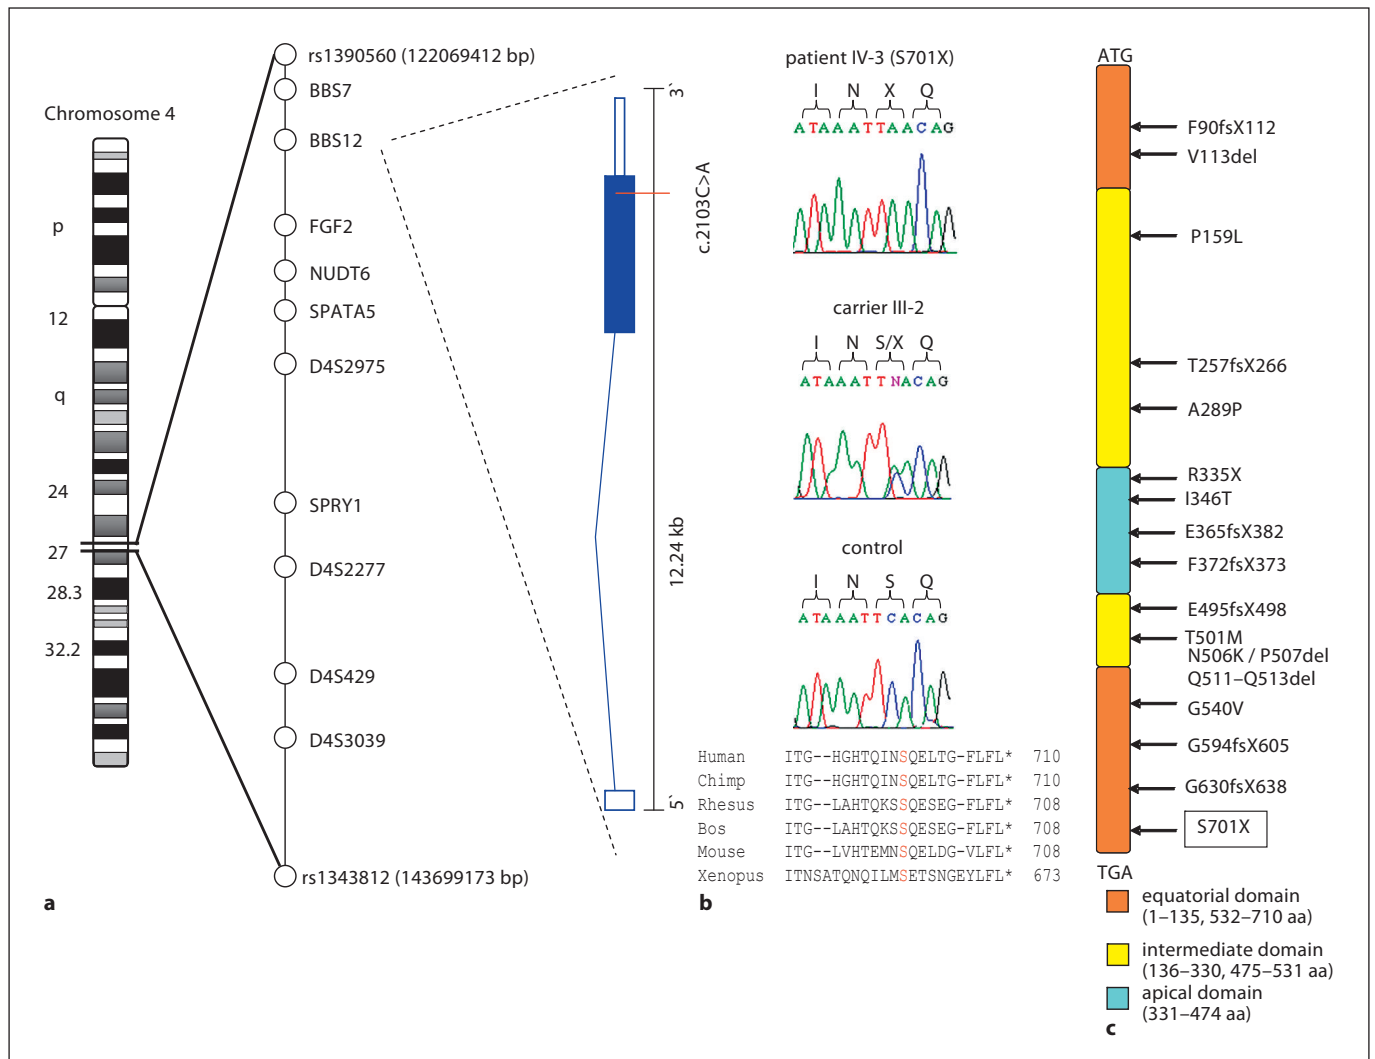 Chromosome 4
p
12
q
24
27
28.3
32.2
rs1390560 (122069412 bp)
BBS7
BBS12
FGF2
NUDT6
SPATA5
D4S2975
SPRY1
D4S2277
D4S429
D4S3039
rs1343812 (143699173 bp)
a
3´
c.2103C>A
12.24 kb
5´
patient IV-3 (S701X)
I N X Q
ATAAATTAACAG
carrier III-2
I N S/X Q
ATAAATTNACAG
control
I N S Q
ATAAATTCACAG
Human ITG--HGHTQINSQELTG-FLFL* 710
Chimp ITG--HGHTQINSQELTG-FLFL* 710
Rhesus ITG--LAHTQKSSQESEG-FLFL* 708
Bos ITG--LAHTQKSSQESEG-FLFL* 708
Mouse ITG--LVHTEMNSQELDG-VLFL* 708
Xenopus ITNSATQNQILMSETSNGEYLFL* 673
b
ATG
F90fsX112
V113del
P159L
T257fsX266
A289P
R335X
I346T
E365fsX382
F372fsX373
E495fsX498
T501M
N506K / P507del
Q511–Q513del
G540V
G594fsX605
G630fsX638
S701X
TGA
equatorial domain
(1–135, 532–710 aa)
intermediate domain
(136–330, 475–531 aa)
apical domain
(331–474 aa)
c